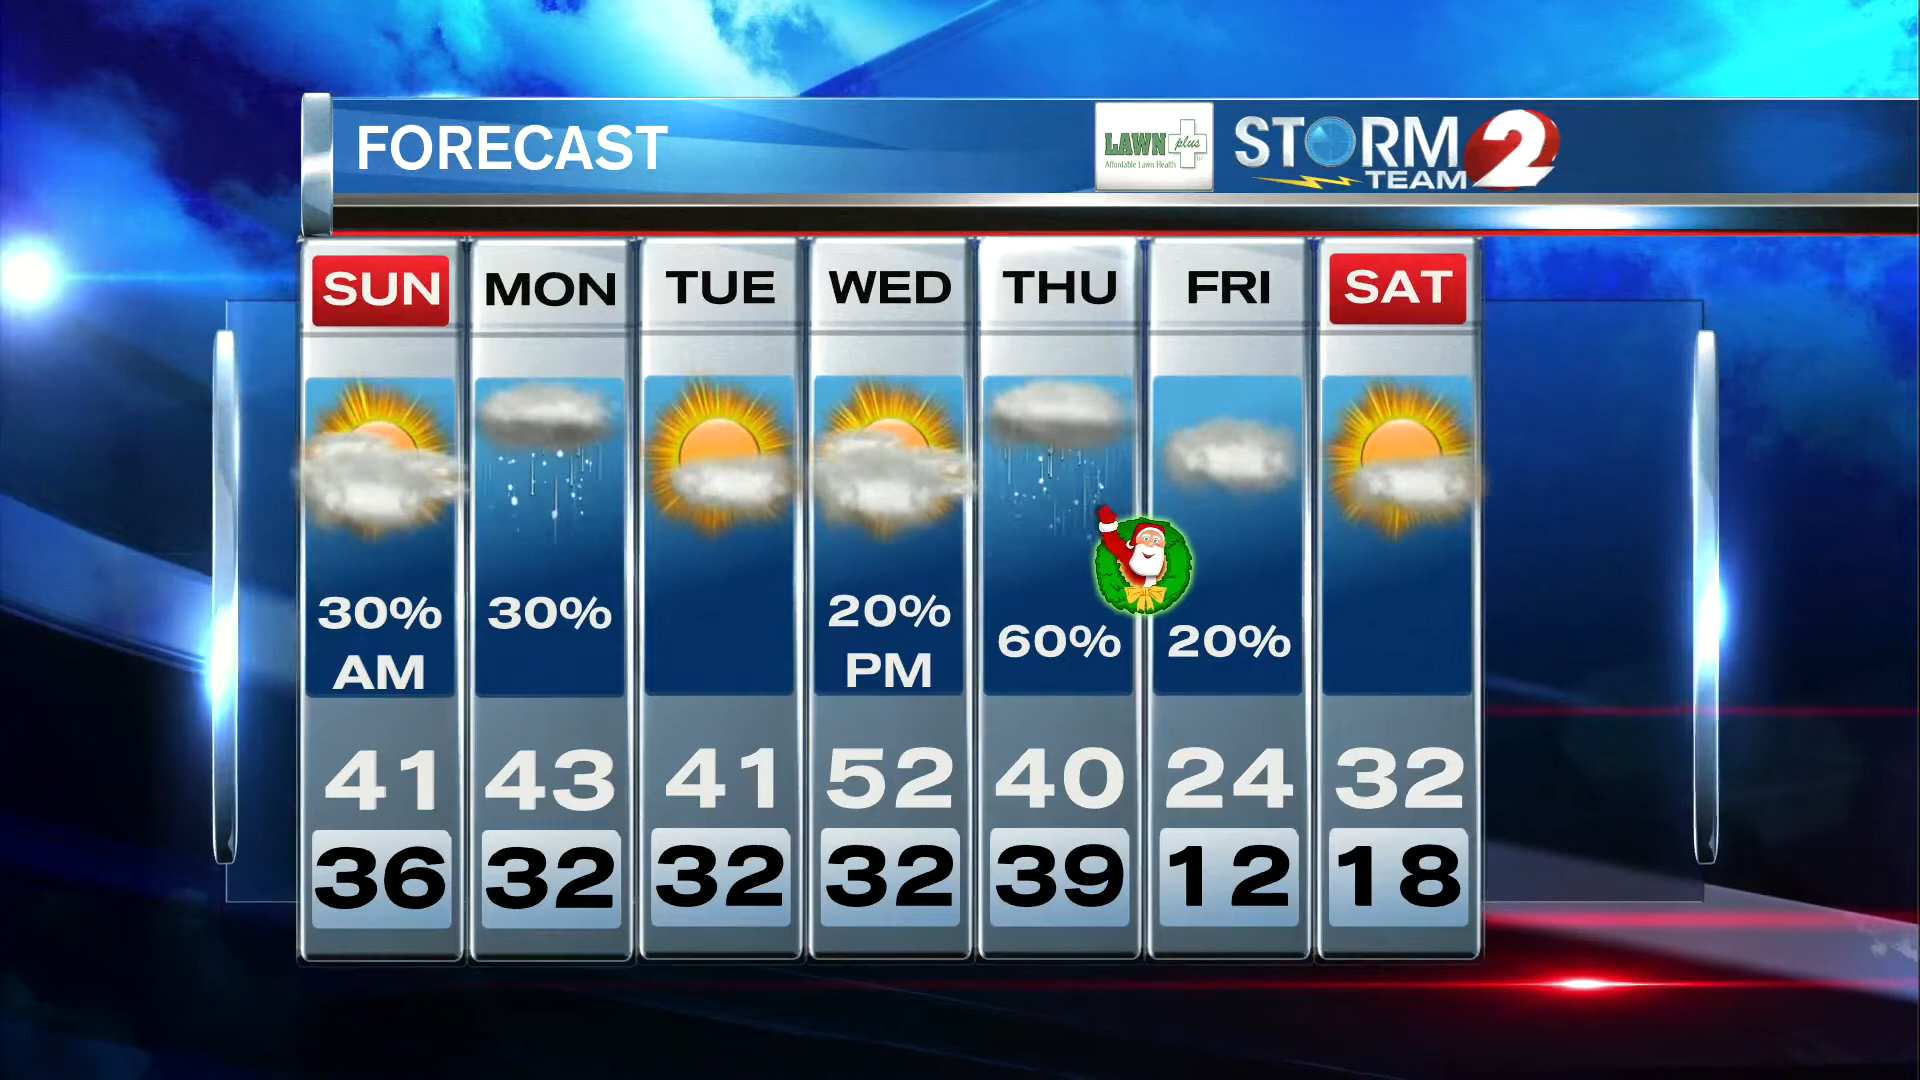 FORECAST
LAWN plus
Affordable Lawn Health
STORM
TEAM 2
SUN MON TUE WED THU FRI SAT
30% 30% 20% 60% 20%
AM PM
41 43 41 52 40 24 32
36 32 32 32 39 12 18